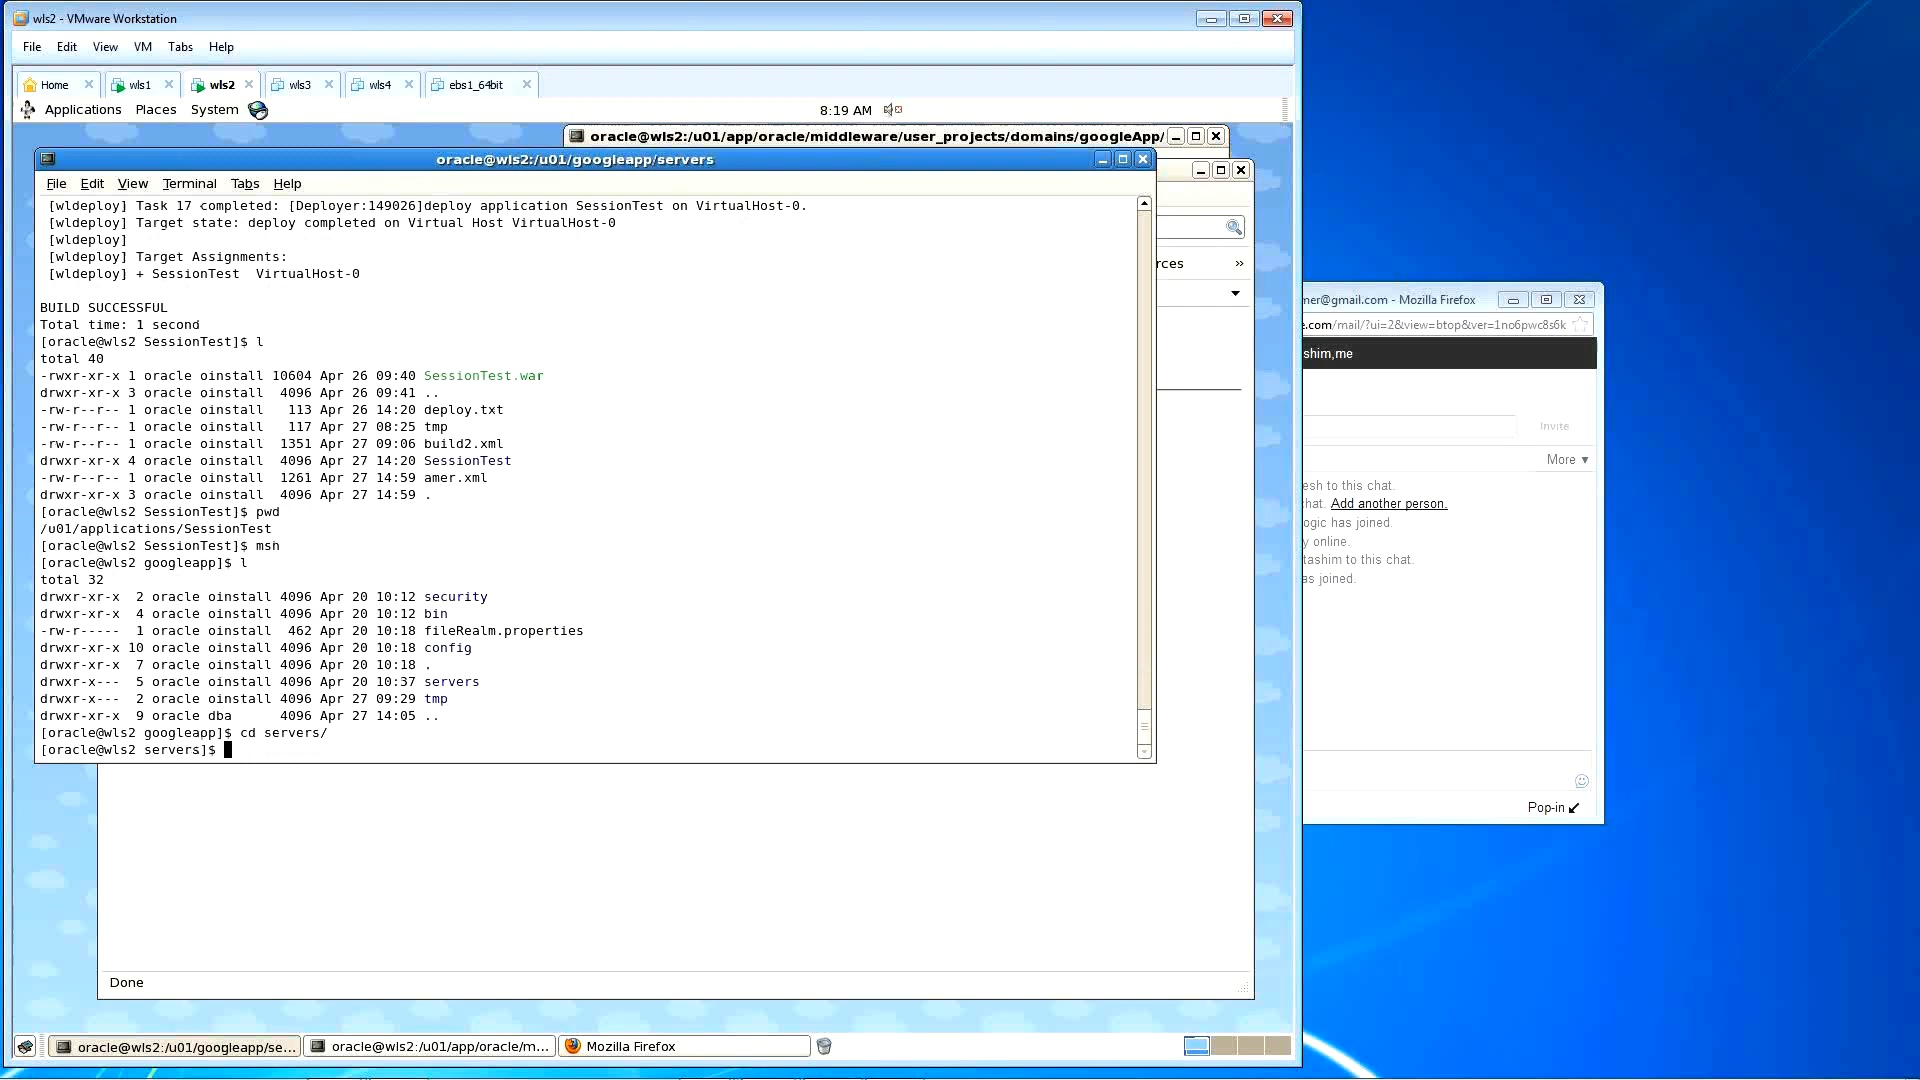 wls2 - VMware Workstation
File Edit View VM Tabs Help
Home wls1 wls2 wls3 wls4 ebs1_64bit
Applications Places System 8:19 AM
oracle@wls2:/u01/app/oracle/middleware/user_projects/domains/googleApp/
oracle@wls2:/u01/googleapp/servers
File Edit View Terminal Tabs Help
[wldeploy] Task 17 completed: [Deployer:149026]deploy application SessionTest on VirtualHost-0.
[wldeploy] Target state: deploy completed on Virtual Host VirtualHost-0
[wldeploy]
[wldeploy] Target Assignments:
[wldeploy] + SessionTest  VirtualHost-0
BUILD SUCCESSFUL
Total time: 1 second
[oracle@wls2 SessionTest]$ l
total 40
-rwxr-xr-x 1 oracle oinstall 10604 Apr 26 09:40 SessionTest.war
drwxr-xr-x 3 oracle oinstall  4096 Apr 26 09:41 ..
-rw-r--r-- 1 oracle oinstall   113 Apr 26 14:20 deploy.txt
-rw-r--r-- 1 oracle oinstall   117 Apr 27 08:25 tmp
-rw-r--r-- 1 oracle oinstall  1351 Apr 27 09:06 build2.xml
drwxr-xr-x 4 oracle oinstall  4096 Apr 27 14:20 SessionTest
-rw-r--r-- 1 oracle oinstall  1261 Apr 27 14:59 amer.xml
drwxr-xr-x 3 oracle oinstall  4096 Apr 27 14:59 .
[oracle@wls2 SessionTest]$ pwd
/u01/applications/SessionTest
[oracle@wls2 SessionTest]$ msh
[oracle@wls2 googleapp]$ l
total 32
drwxr-xr-x  2 oracle oinstall 4096 Apr 20 10:12 security
drwxr-xr-x  4 oracle oinstall 4096 Apr 20 10:12 bin
-rw-r-----  1 oracle oinstall  462 Apr 20 10:18 fileRealm.properties
drwxr-xr-x 10 oracle oinstall 4096 Apr 20 10:18 config
drwxr-xr-x  7 oracle oinstall 4096 Apr 20 10:18 .
drwxr-x---  5 oracle oinstall 4096 Apr 20 10:37 servers
drwxr-x---  2 oracle oinstall 4096 Apr 27 09:29 tmp
drwxr-xr-x  9 oracle dba      4096 Apr 27 14:05 ..
[oracle@wls2 googleapp]$ cd servers/
[oracle@wls2 servers]$
rces »
Done
oracle@wls2:/u01/googleapp/se...
oracle@wls2:/u01/app/oracle/m...
Mozilla Firefox
mer@gmail.com - Mozilla Firefox
e.com/mail/?ui=2&view=btop&ver=1no6pwc8s6k
shim,me
Invite
More ▼
esh to this chat.
hat. Add another person.
ogic has joined.
y online.
tashim to this chat.
as joined.
Pop-in